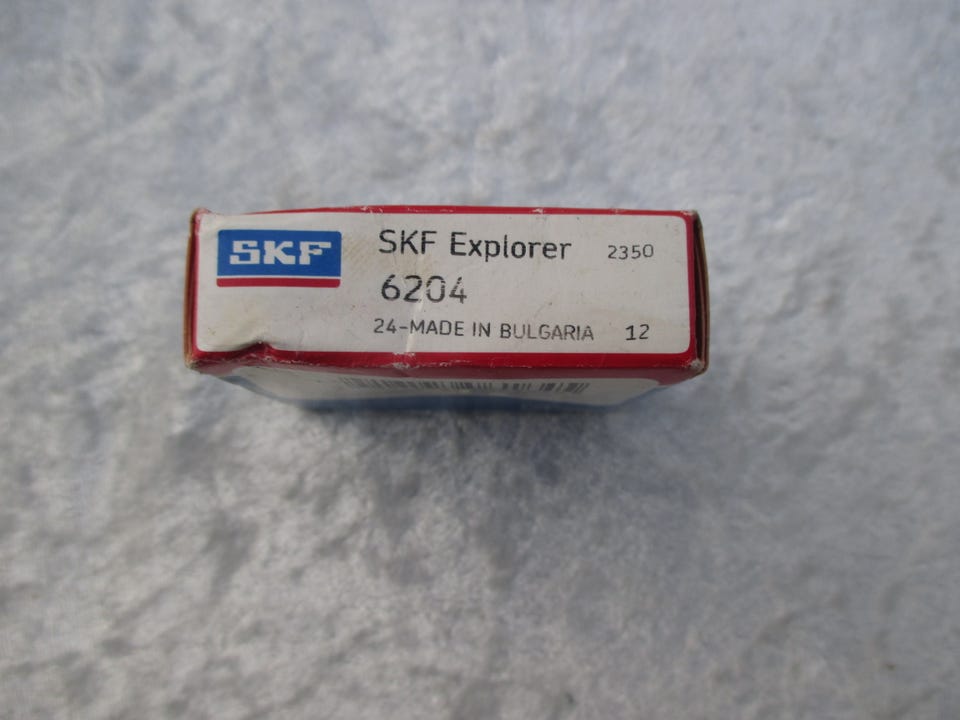 SKF
SKF Explorer 2350
6204
24-MADE IN BULGARIA 12